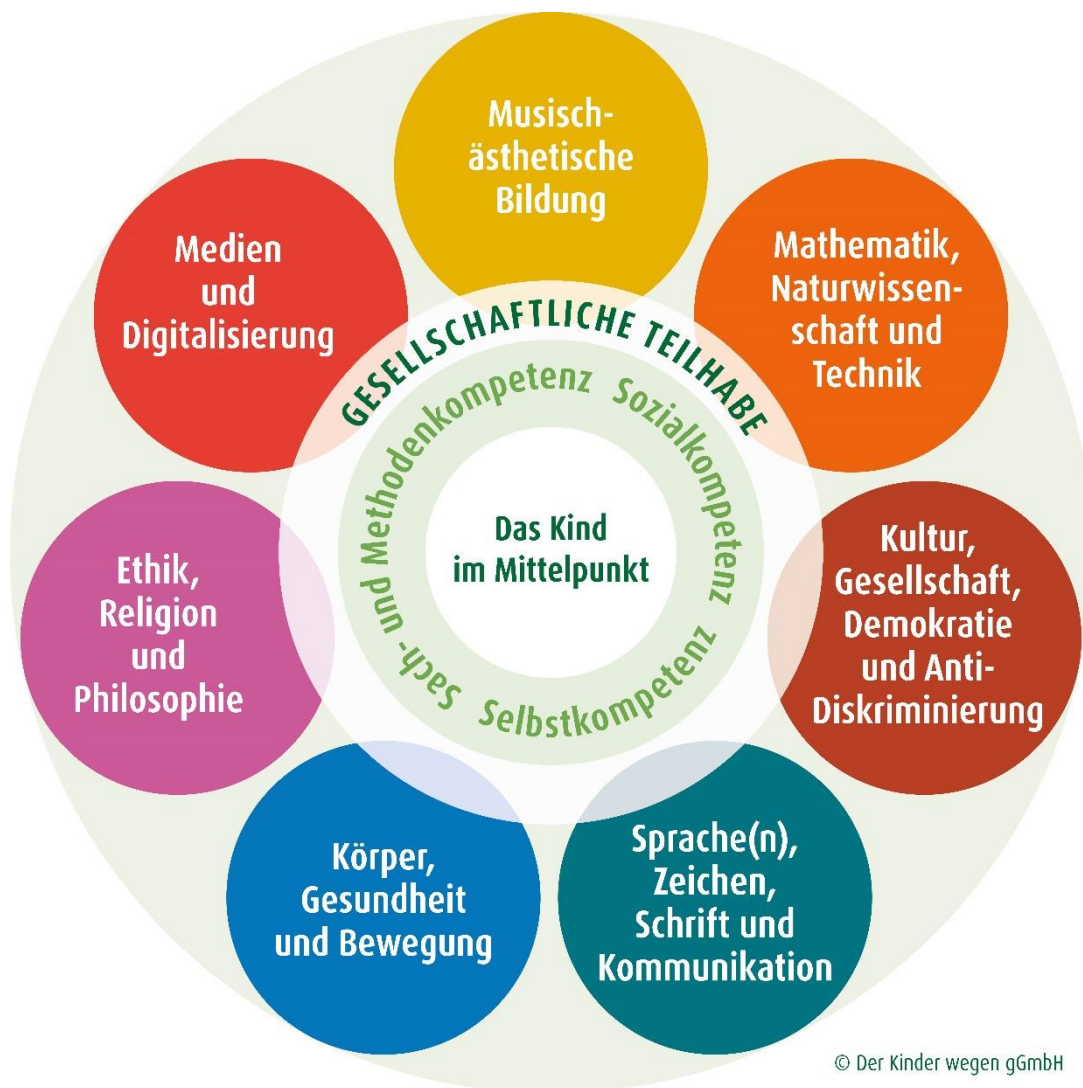 Musisch-
ästhetische
Bildung
Medien
und
Digitalisierung
Mathematik,
Naturwissen-
schaft und
Technik
GESELLSCHAFTLICHE TEILHABE
Sach- und Methodenkompetenz Sozialkompetenz
Selbstkompetenz
Das Kind
im Mittelpunkt
Ethik,
Religion
und
Philosophie
Kultur,
Gesellschaft,
Demokratie
und Anti-
Diskriminierung
Körper,
Gesundheit
und Bewegung
Sprache(n),
Zeichen,
Schrift und
Kommunikation
© Der Kinder wegen gGmbH